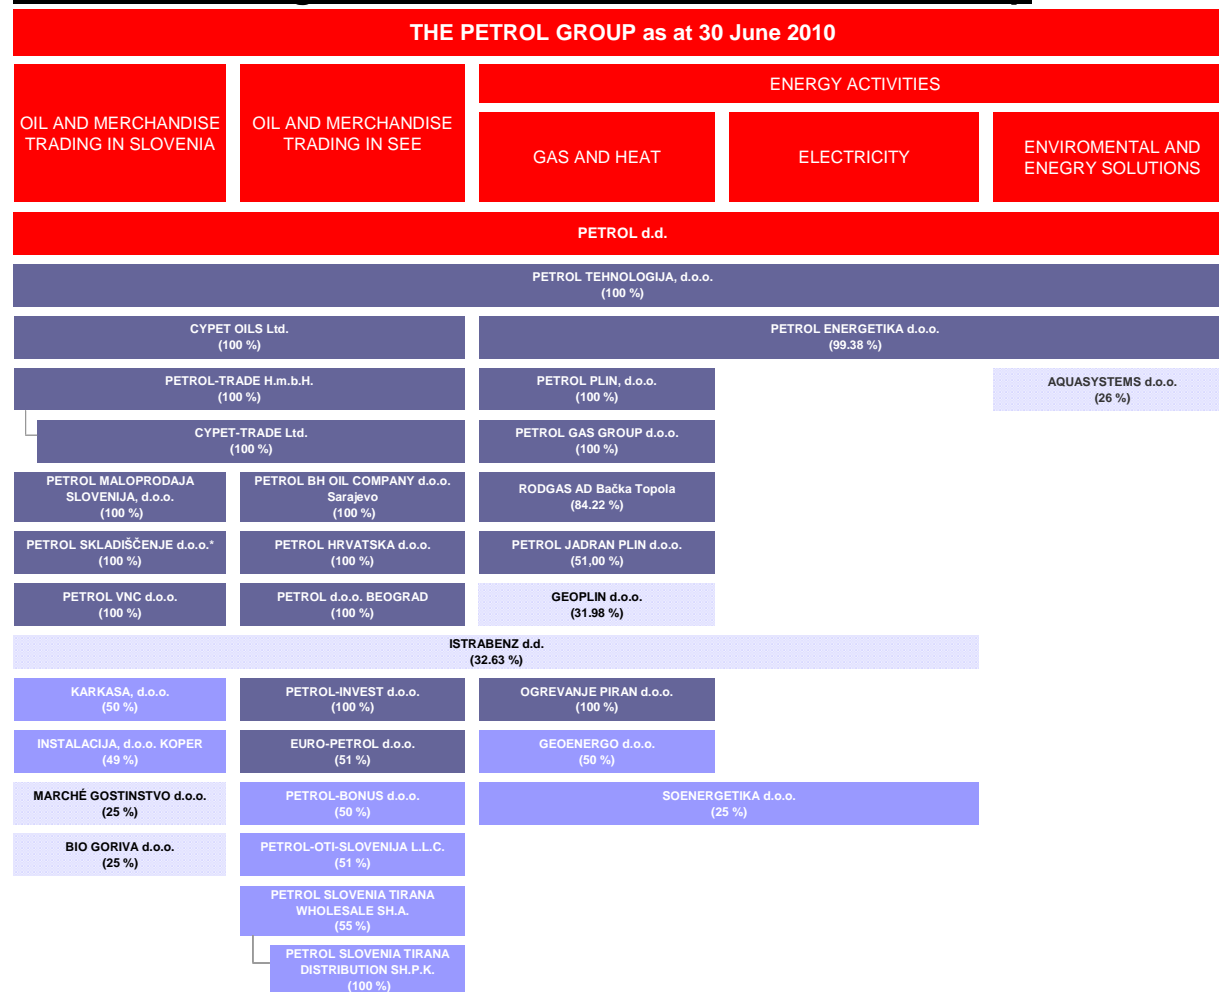 THE PETROL GROUP as at 30 June 2010
OIL AND MERCHANDISE
TRADING IN SLOVENIA
OIL AND MERCHANDISE
TRADING IN SEE
ENERGY ACTIVITIES
GAS AND HEAT
ELECTRICITY
ENVIROMENTAL AND
ENEGRY SOLUTIONS
PETROL d.d.
PETROL TEHNOLOGIJA, d.o.o.
(100 %)
CYPET OILS Ltd.
(100 %)
PETROL ENERGETIKA d.o.o.
(99.38 %)
PETROL-TRADE H.m.b.H.
(100 %)
PETROL PLIN, d.o.o.
(100 %)
AQUASYSTEMS d.o.o.
(26 %)
CYPET-TRADE Ltd.
(100 %)
PETROL GAS GROUP d.o.o.
(100 %)
PETROL MALOPRODAJA
SLOVENIJA, d.o.o.
(100 %)
PETROL BH OIL COMPANY d.o.o.
Sarajevo
(100 %)
RODGAS AD Bačka Topola
(84.22 %)
PETROL SKLADIŠČENJE d.o.o.*
(100 %)
PETROL HRVATSKA d.o.o.
(100 %)
PETROL JADRAN PLIN d.o.o.
(51,00 %)
PETROL VNC d.o.o.
(100 %)
PETROL d.o.o. BEOGRAD
(100 %)
GEOPLIN d.o.o.
(31.98 %)
ISTRABENZ d.d.
(32.63 %)
KARKASA, d.o.o.
(50 %)
PETROL-INVEST d.o.o.
(100 %)
OGREVANJE PIRAN d.o.o.
(100 %)
INSTALACIJA, d.o.o. KOPER
(49 %)
EURO-PETROL d.o.o.
(51 %)
GEOENERGO d.o.o.
(50 %)
MARCHÉ GOSTINSTVO d.o.o.
(25 %)
PETROL-BONUS d.o.o.
(50 %)
SOENERGETIKA d.o.o.
(25 %)
BIO GORIVA d.o.o.
(25 %)
PETROL-OTI-SLOVENIJA L.L.C.
(51 %)
PETROL SLOVENIA TIRANA
WHOLESALE SH.A.
(55 %)
PETROL SLOVENIA TIRANA
DISTRIBUTION SH.P.K.
(100 %)